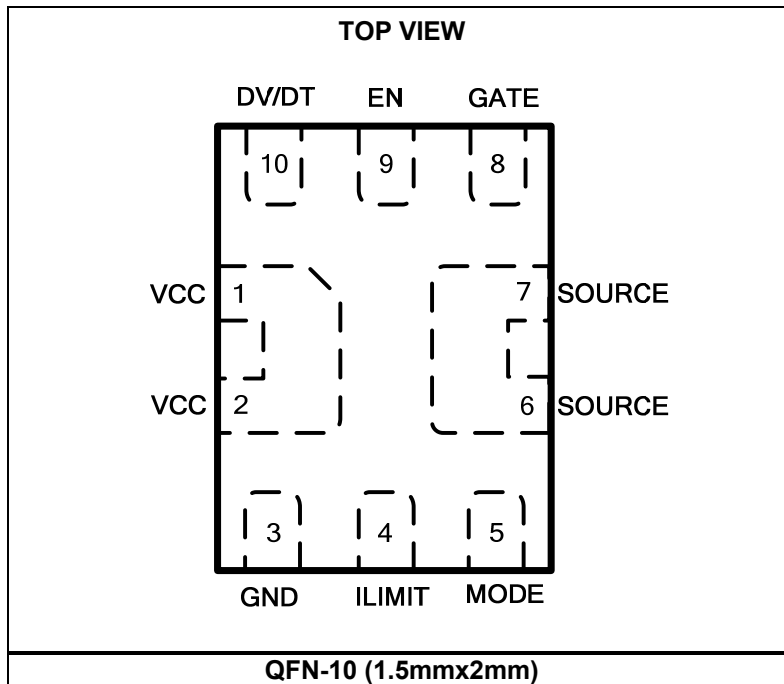 TOP VIEW
DV/DT EN GATE
10 9 8
VCC 1 7 SOURCE
VCC 2 6 SOURCE
3 4 5
GND ILIMIT MODE
QFN-10 (1.5mmx2mm)